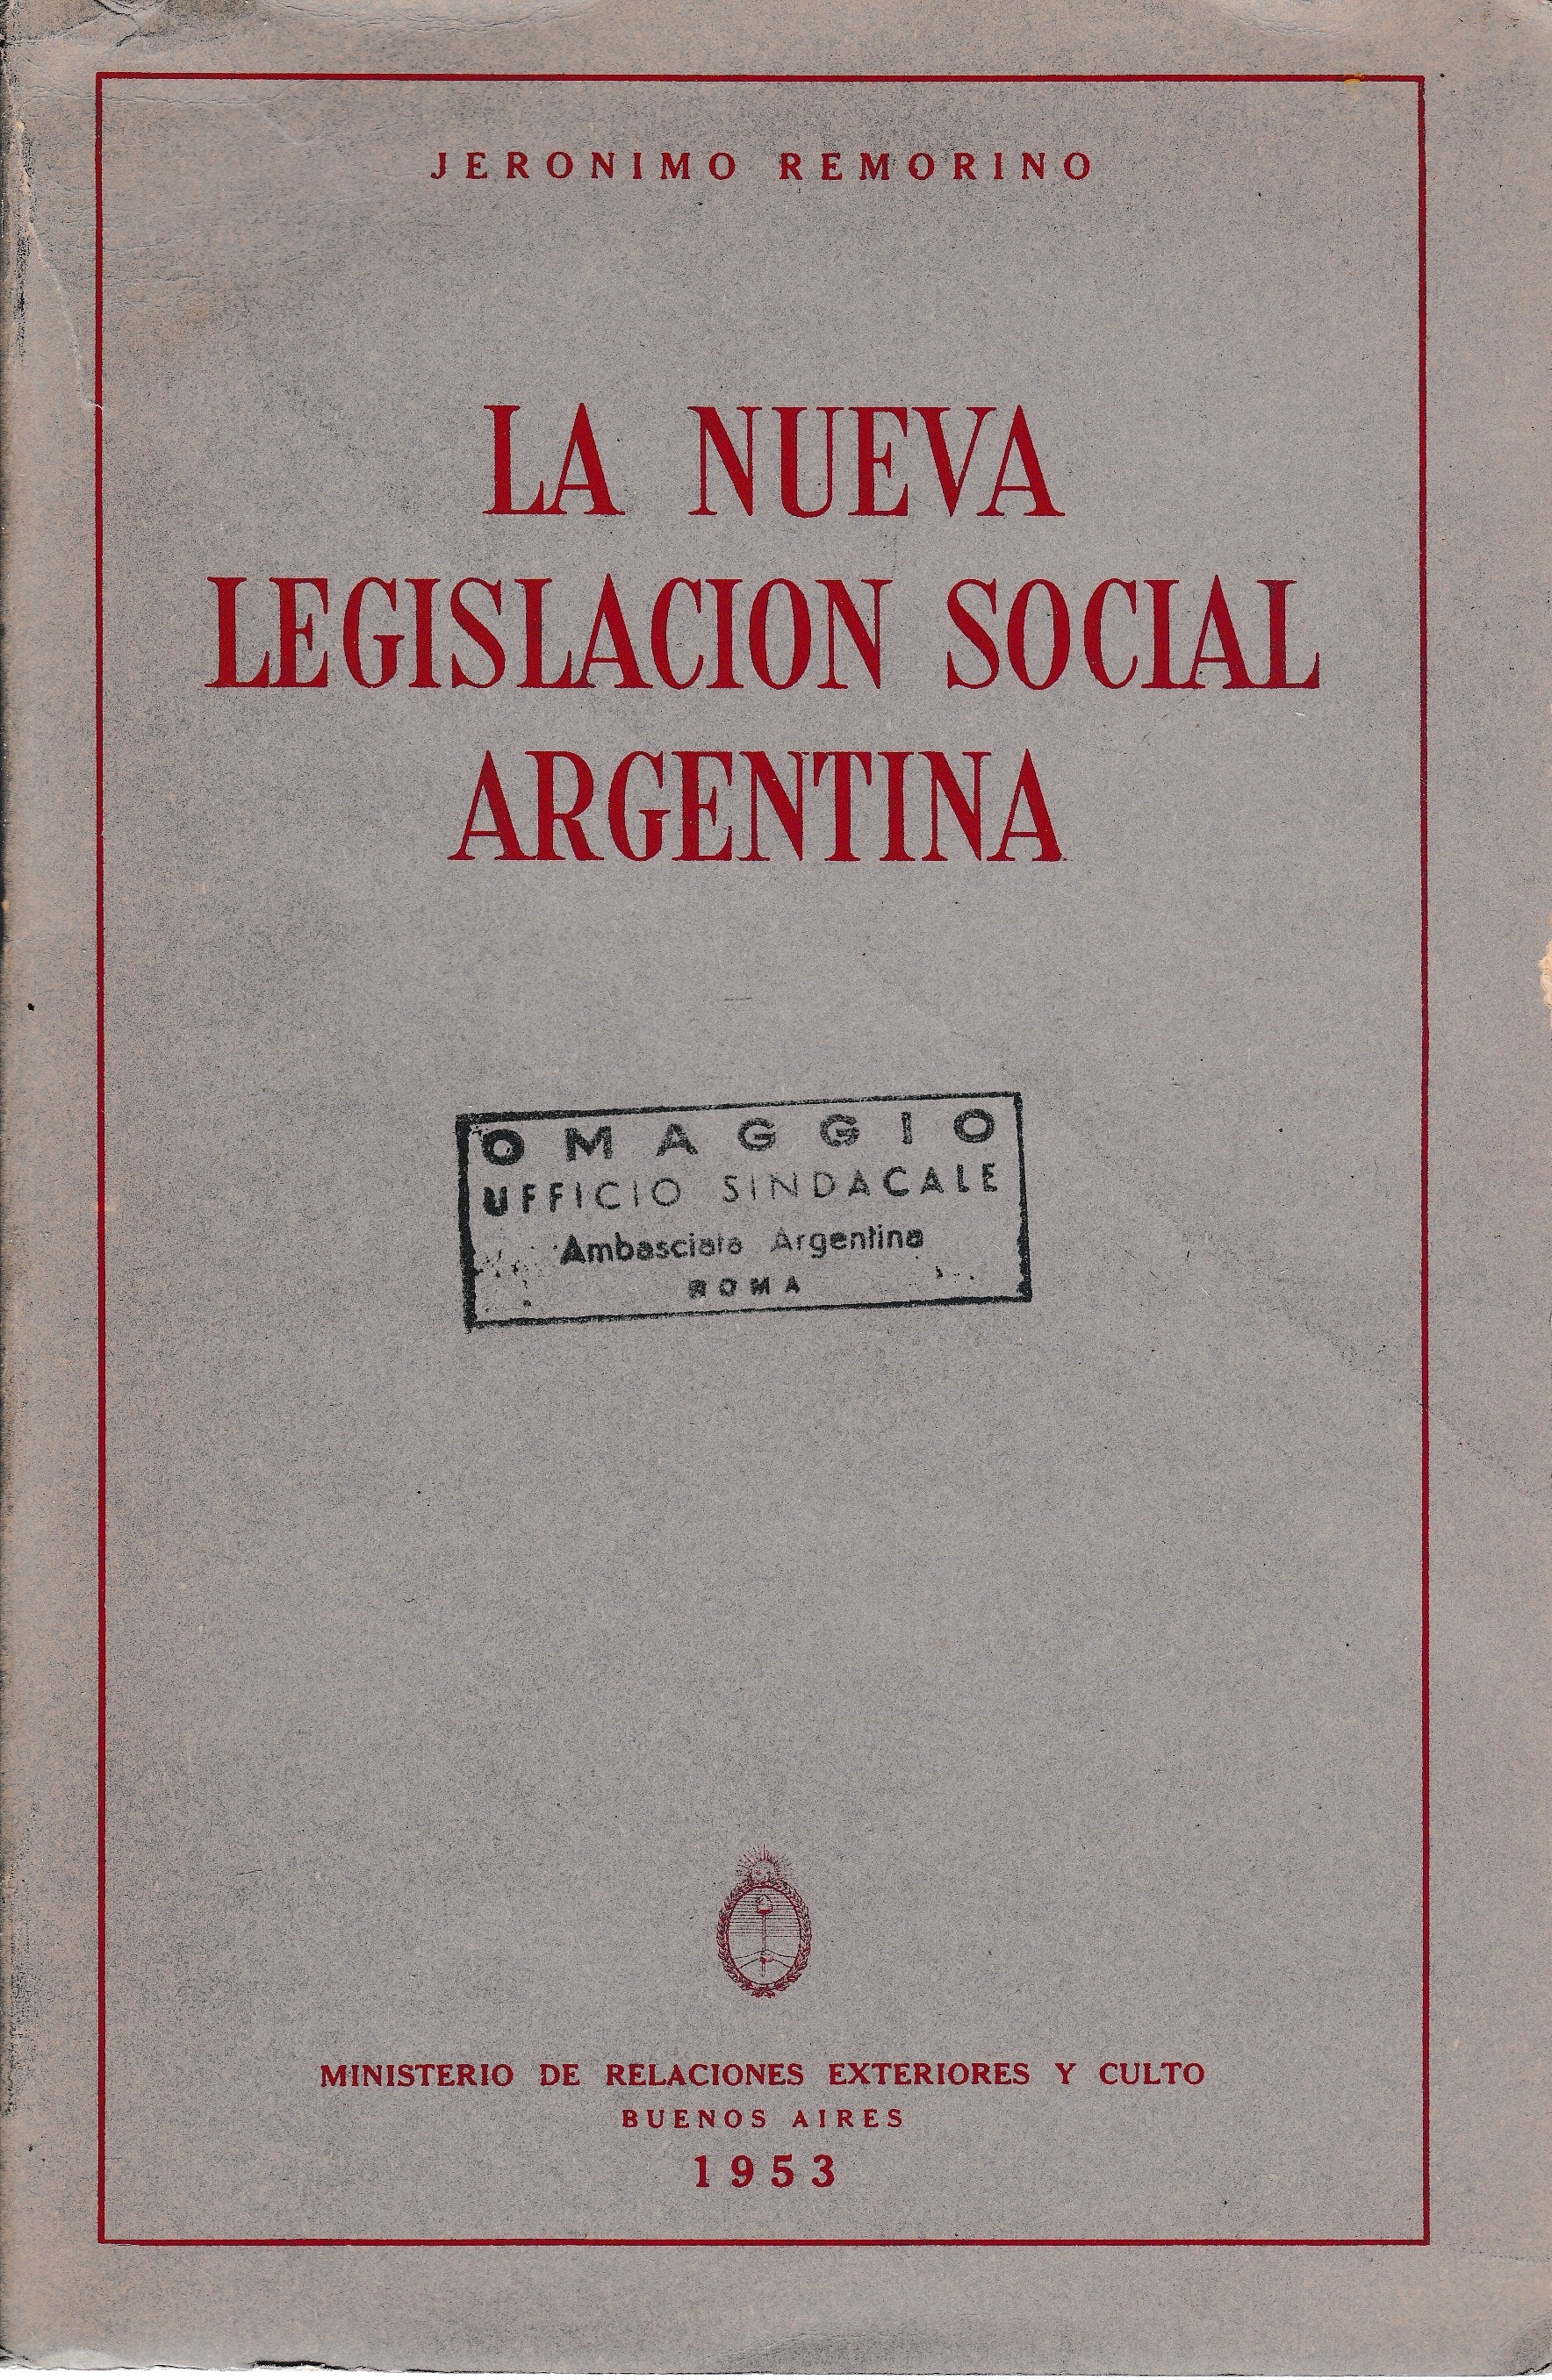 JERONIMO REMORINO
LA NUEVA
LEGISLACION SOCIAL
ARGENTINA
OMAGGIO
UFFICIO SINDACALE
Ambasciata Argentina
ROMA
MINISTERIO DE RELACIONES EXTERIORES Y CULTO
BUENOS AIRES
1953